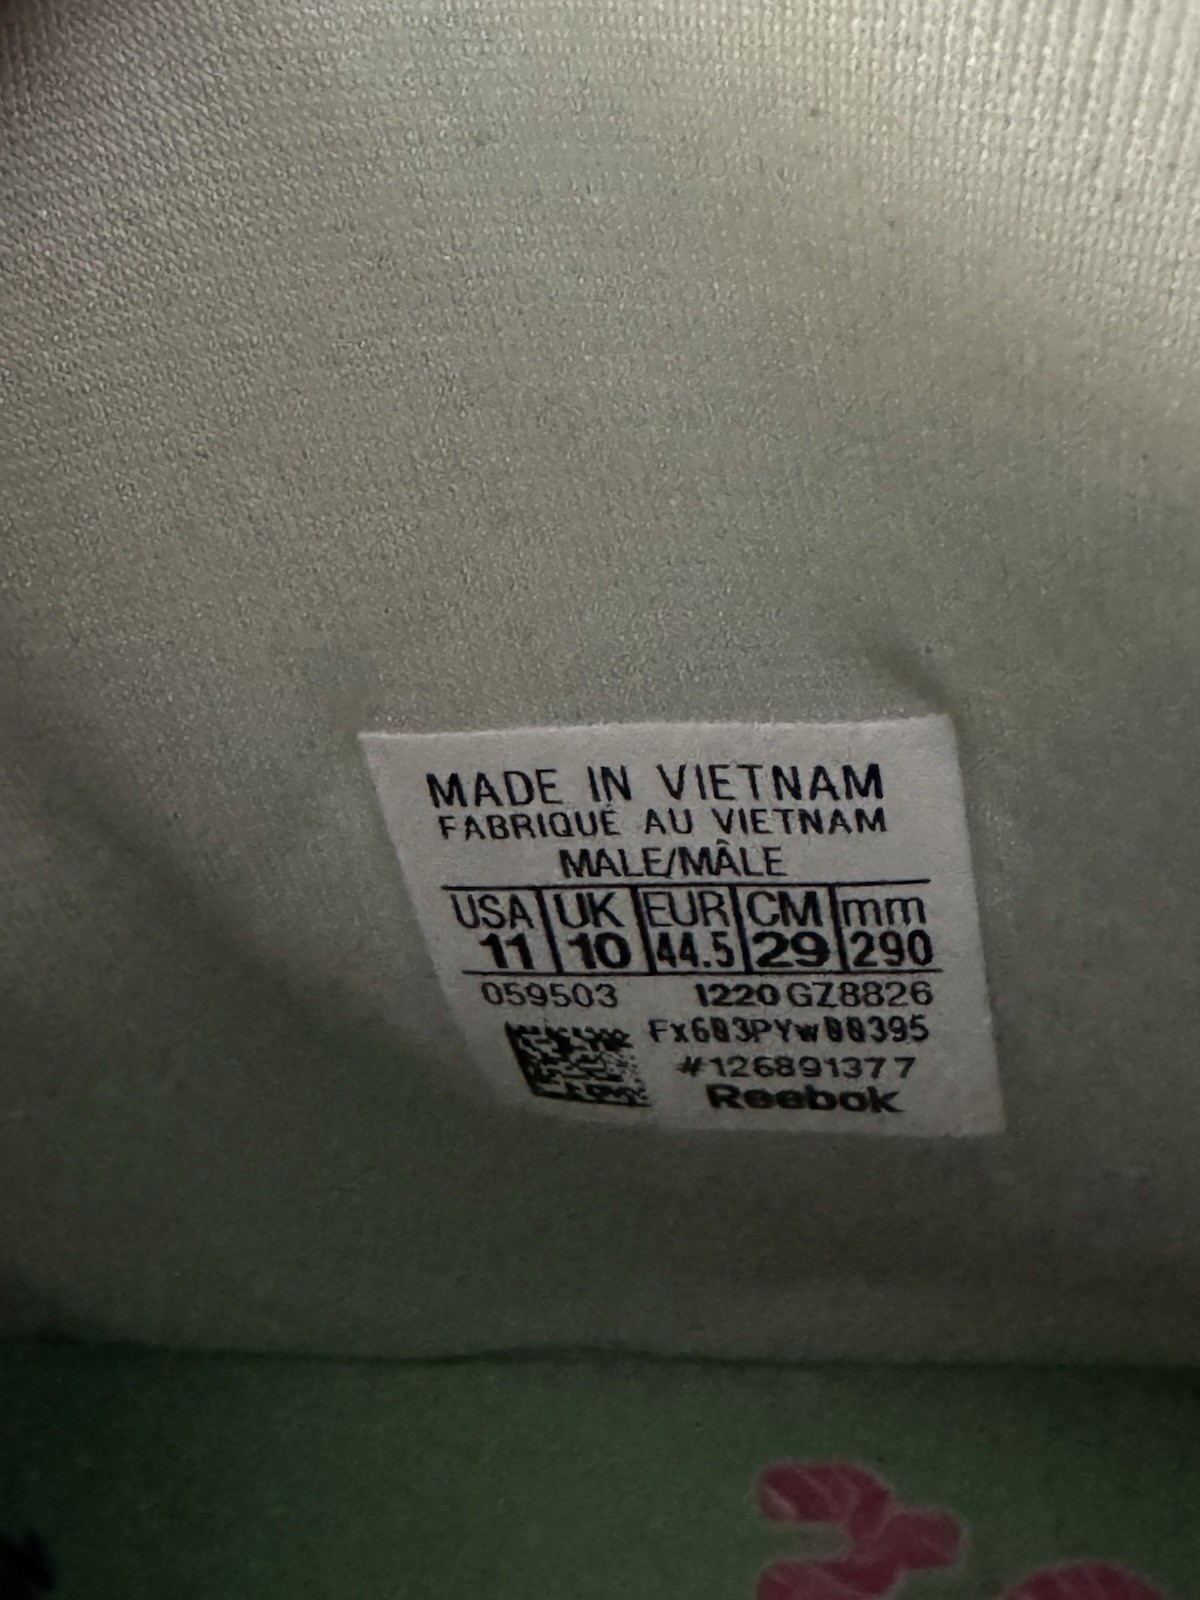 MADE IN VIETNAM
FABRIQUÉ AU VIETNAM
MALE/MÂLE
USA UK EUR CM mm
11 10 44.5 29 290
059503 1220 GZ8826
Fx603PYw00395
#126891377
Reebok